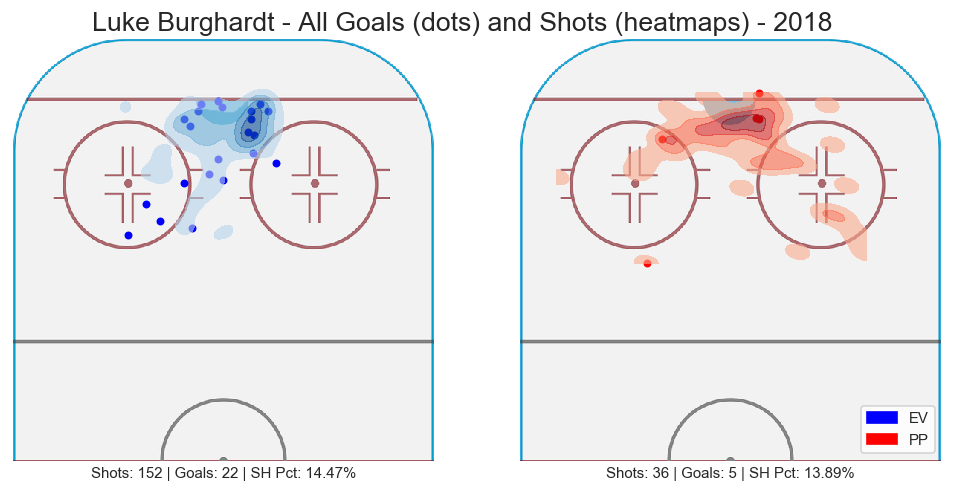 Luke Burghardt - All Goals (dots) and Shots (heatmaps) - 2018
EV
PP
Shots: 152 | Goals: 22 | SH Pct: 14.47%
Shots: 36 | Goals: 5 | SH Pct: 13.89%